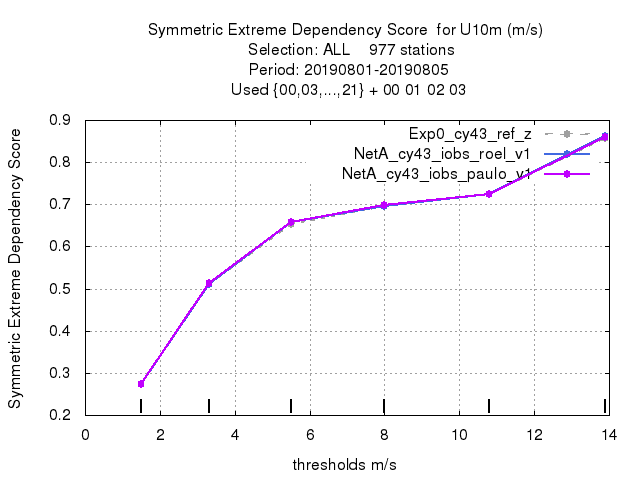 Symmetric Extreme Dependency Score  for U10m (m/s)
Selection: ALL    977 stations
Period: 20190801-20190805
Used {00,03,...,21} + 00 01 02 03
Symmetric Extreme Dependency Score
0.9
0.8
0.7
0.6
0.5
0.4
0.3
0.2
Exp0_cy43_ref_z
NetA_cy43_iobs_roel_v1
NetA_cy43_iobs_paulo_v1
0 2 4 6 8 10 12 14
thresholds m/s